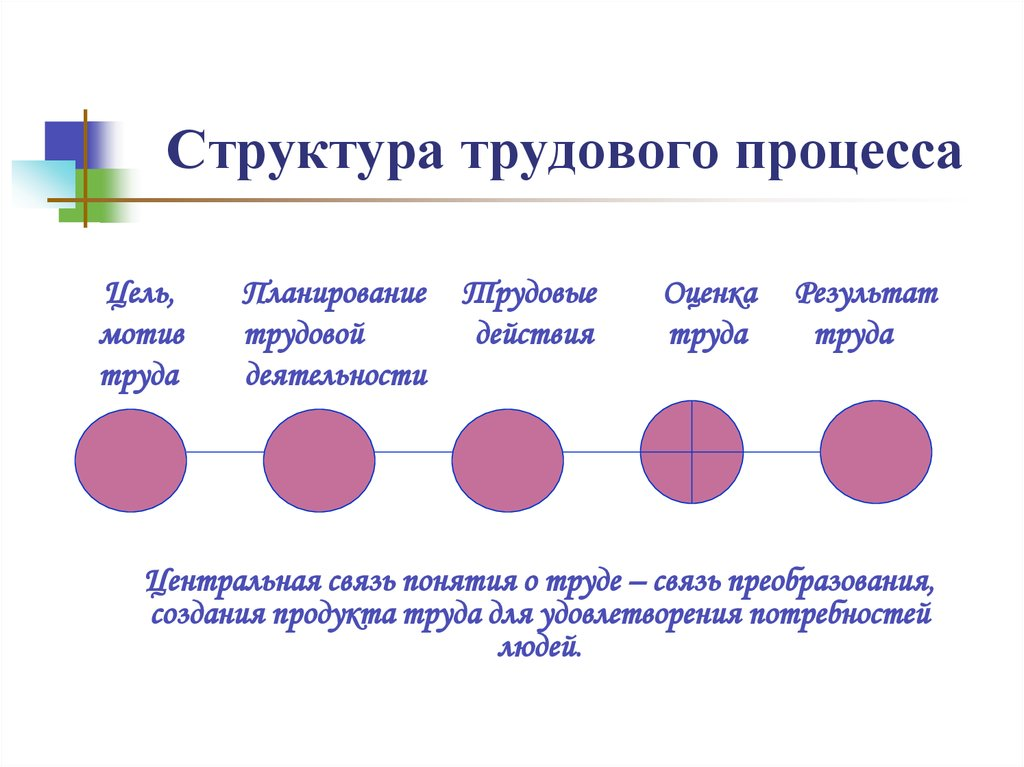 Структура трудового процесса
Цель,
мотив
труда
Планирование
трудовой
деятельности
Трудовые
действия
Оценка
труда
Результат
труда
Центральная связь понятия о труде – связь преобразования,
создания продукта труда для удовлетворения потребностей
людей.